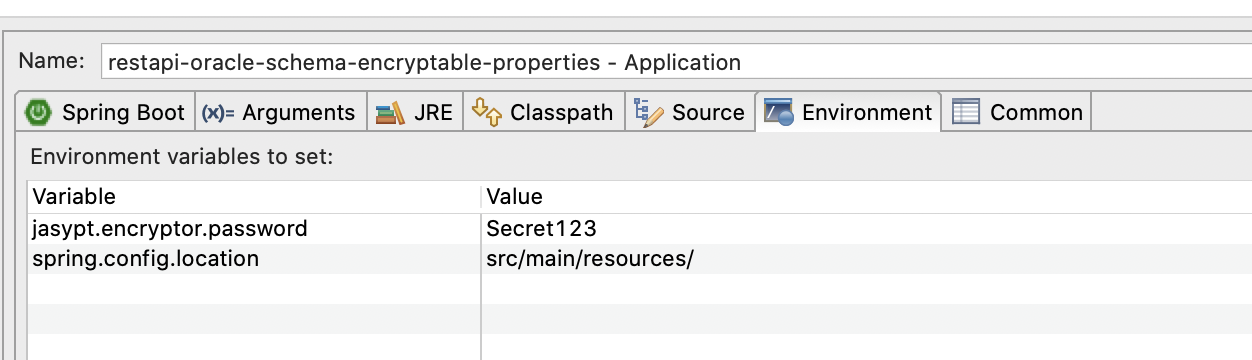 Name: restapi-oracle-schema-encryptable-properties - Application
Spring Boot (x)= Arguments JRE Classpath Source Environment Common
Environment variables to set:
Variable Value
jasypt.encryptor.password Secret123
spring.config.location src/main/resources/